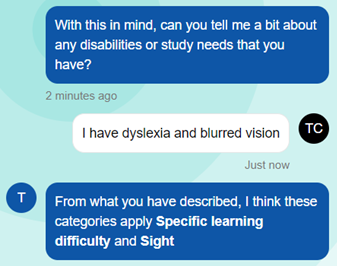 With this in mind, can you tell me a bit about
any disabilities or study needs that you
have?
2 minutes ago
I have dyslexia and blurred vision
TC
Just now
T
From what you have described, I think these
categories apply Specific learning
difficulty and Sight